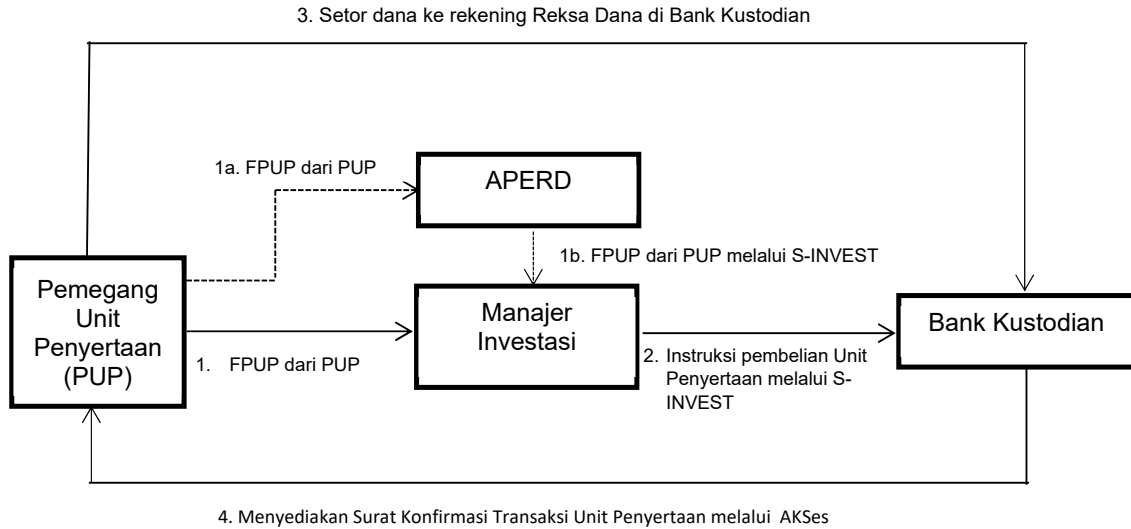 3. Setor dana ke rekening Reksa Dana di Bank Kustodian
1a. FPUP dari PUP
APERD
1b. FPUP dari PUP melalui S-INVEST
Pemegang
Unit
Penyertaan
(PUP)
Manajer
Investasi
Bank Kustodian
1. FPUP dari PUP
2. Instruksi pembelian Unit
Penyertaan melalui S-
INVEST
4. Menyediakan Surat Konfirmasi Transaksi Unit Penyertaan melalui AKSes